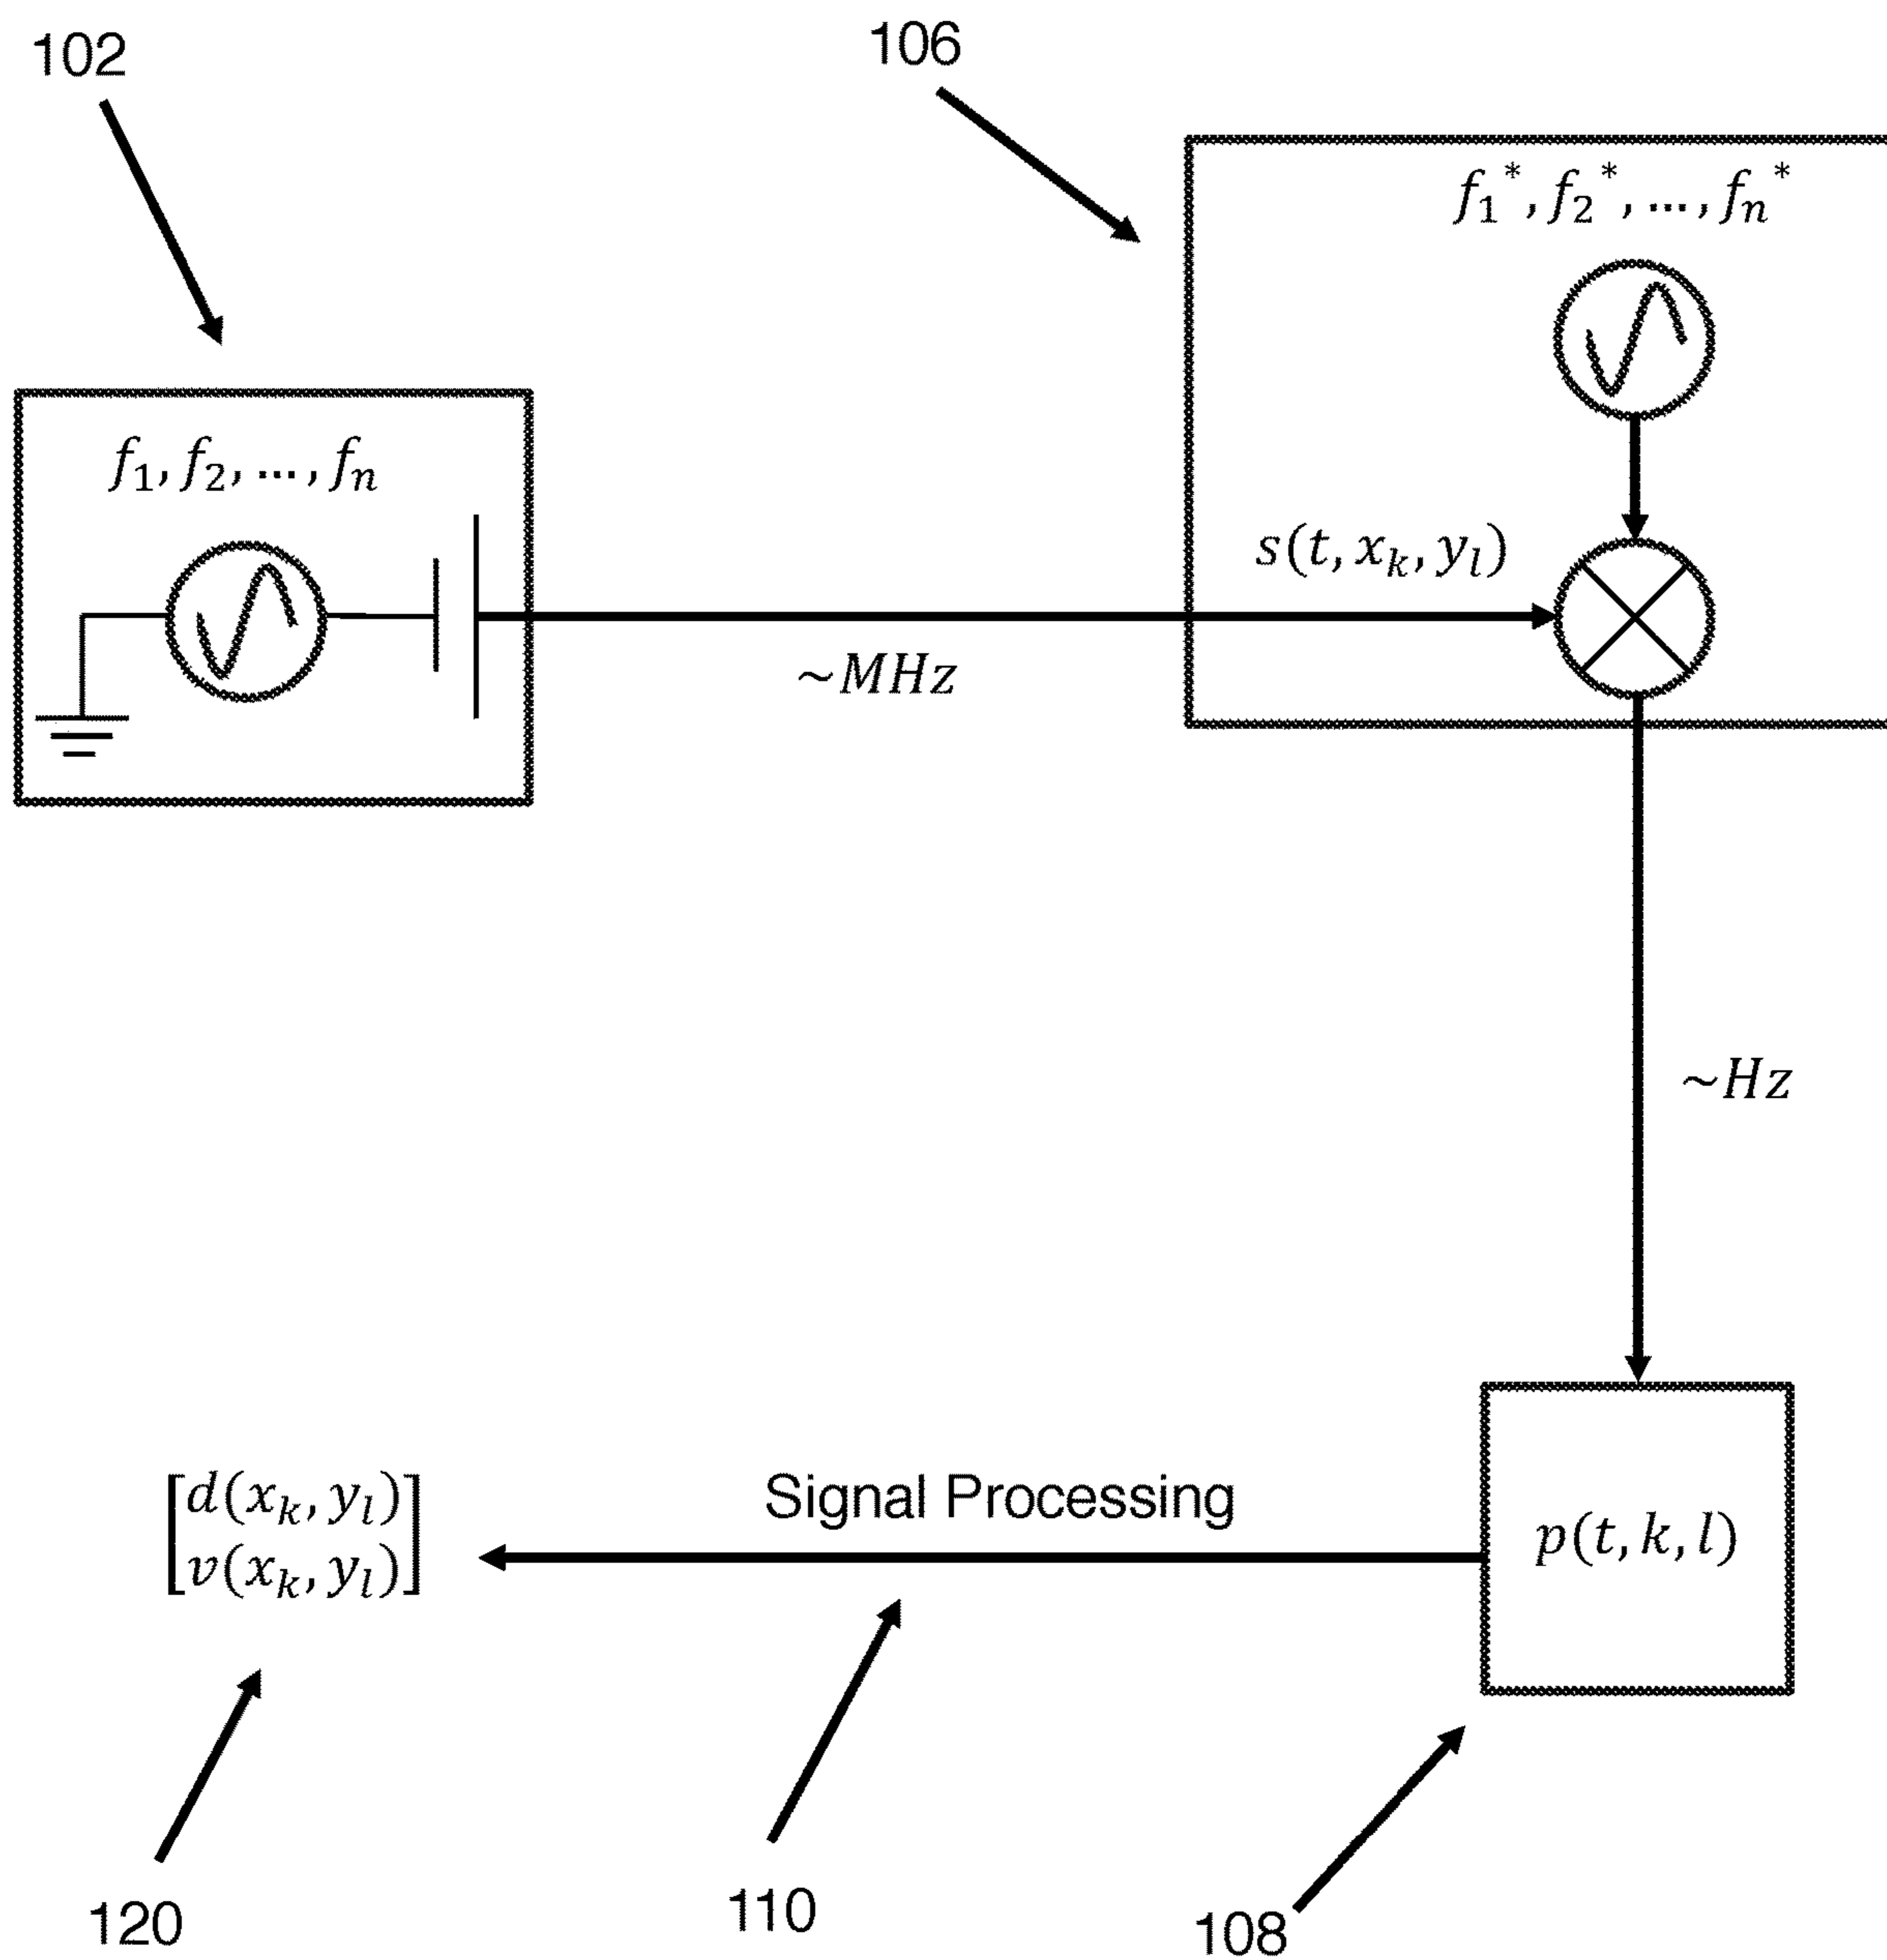 102
106
f₁*, f₂*, ..., fₙ*
f₁, f₂, ..., fₙ
s(t, xₖ, yₗ)
~MHz
~Hz
Signal Processing
[d(xₖ, yₗ)
v(xₖ, yₗ)]
p(t, k, l)
120
110
108